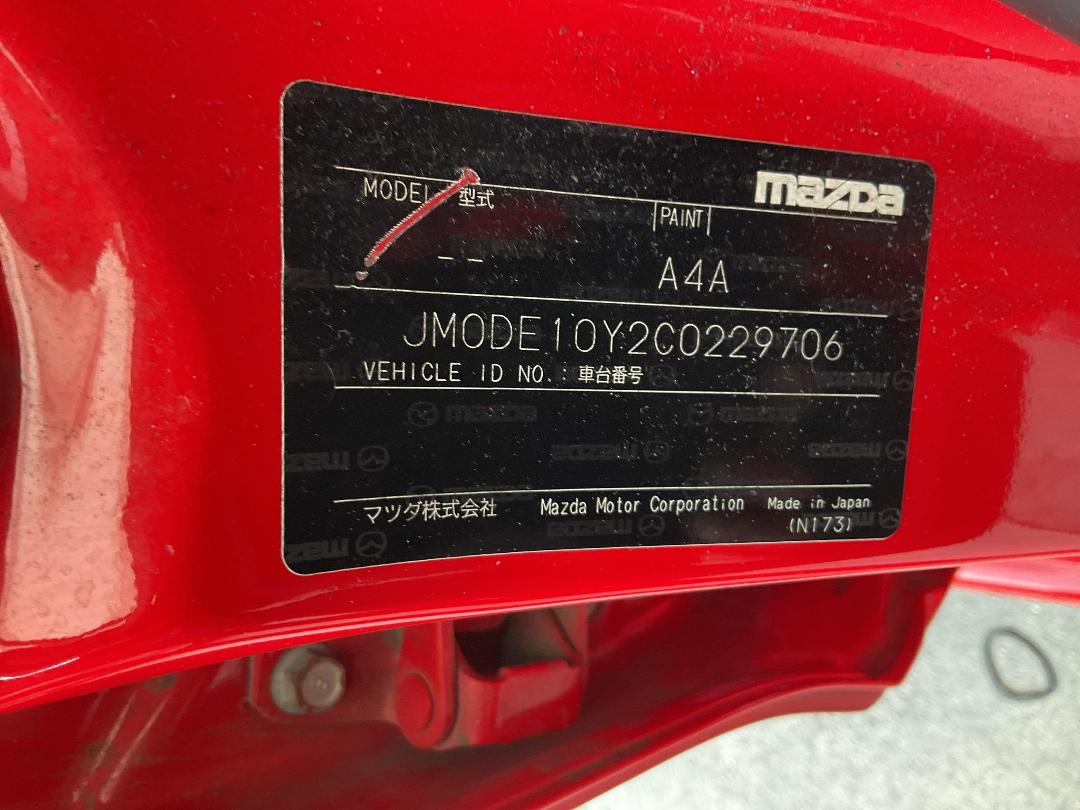 mazda
MODEL 型式
PAINT
-- A4A
JM0DE10Y2C0229706
VEHICLE ID NO. : 車台番号
マツダ株式会社 Mazda Motor Corporation Made in Japan
(N173)